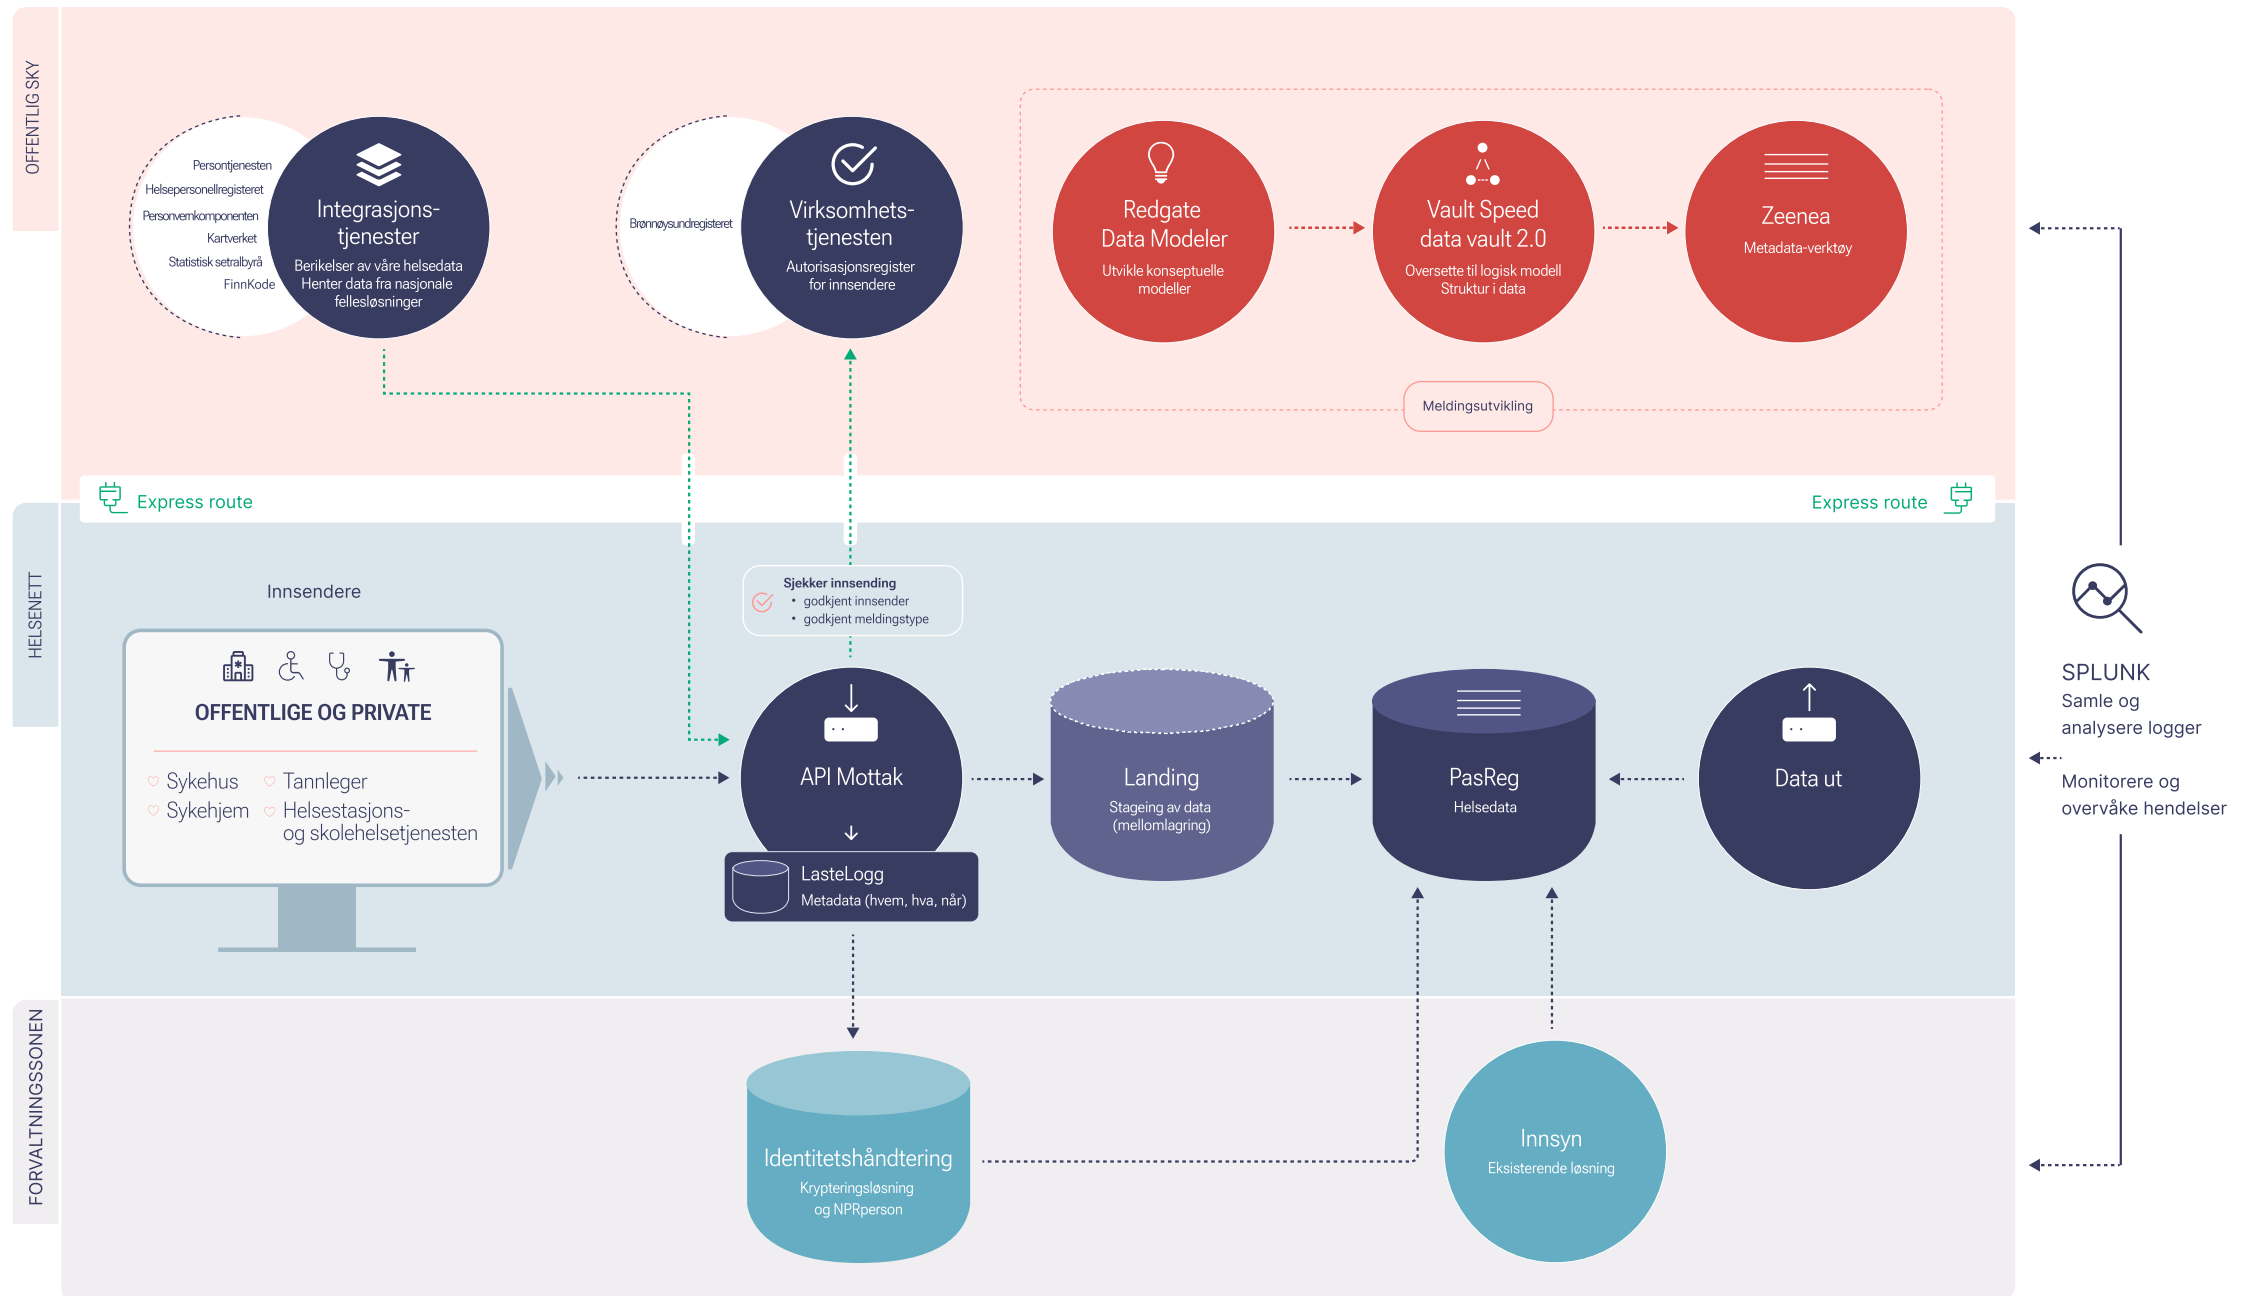 OFFENTLIG SKY
Persontjenesten
Helsepersonellregisteret
Personvernkomponenten
Kartverket
Statistisk setralbyrå
FinnKode
Integrasjons-
tjenester
Berikelser av våre helsedata
Henter data fra nasjonale
fellesløsninger
Brønnøysundregisteret
Virksomhets-
tjenesten
Autorisasjonsregister
for innsendere
Redgate
Data Modeler
Utvikle konseptuelle
modeller
Vault Speed
data vault 2.0
Oversette til logisk modell
Struktur i data
Zeenea
Metadata-verktøy
Meldingsutvikling
Express route
Express route
HELSENETT
Innsendere
OFFENTLIGE OG PRIVATE
Sykehus
Sykehjem
Tannleger
Helsestasjons-
og skolehelsetjenesten
Sjekker innsending
• godkjent innsender
• godkjent meldingstype
API Mottak
LasteLogg
Metadata (hvem, hva, når)
Landing
Stageing av data
(mellomlagring)
PasReg
Helsedata
Data ut
SPLUNK
Samle og
analysere logger
Monitorere og
overvåke hendelser
FORVALTNINGSSONEN
Identitetshåndtering
Krypteringsløsning
og NPRperson
Innsyn
Eksisterende løsning